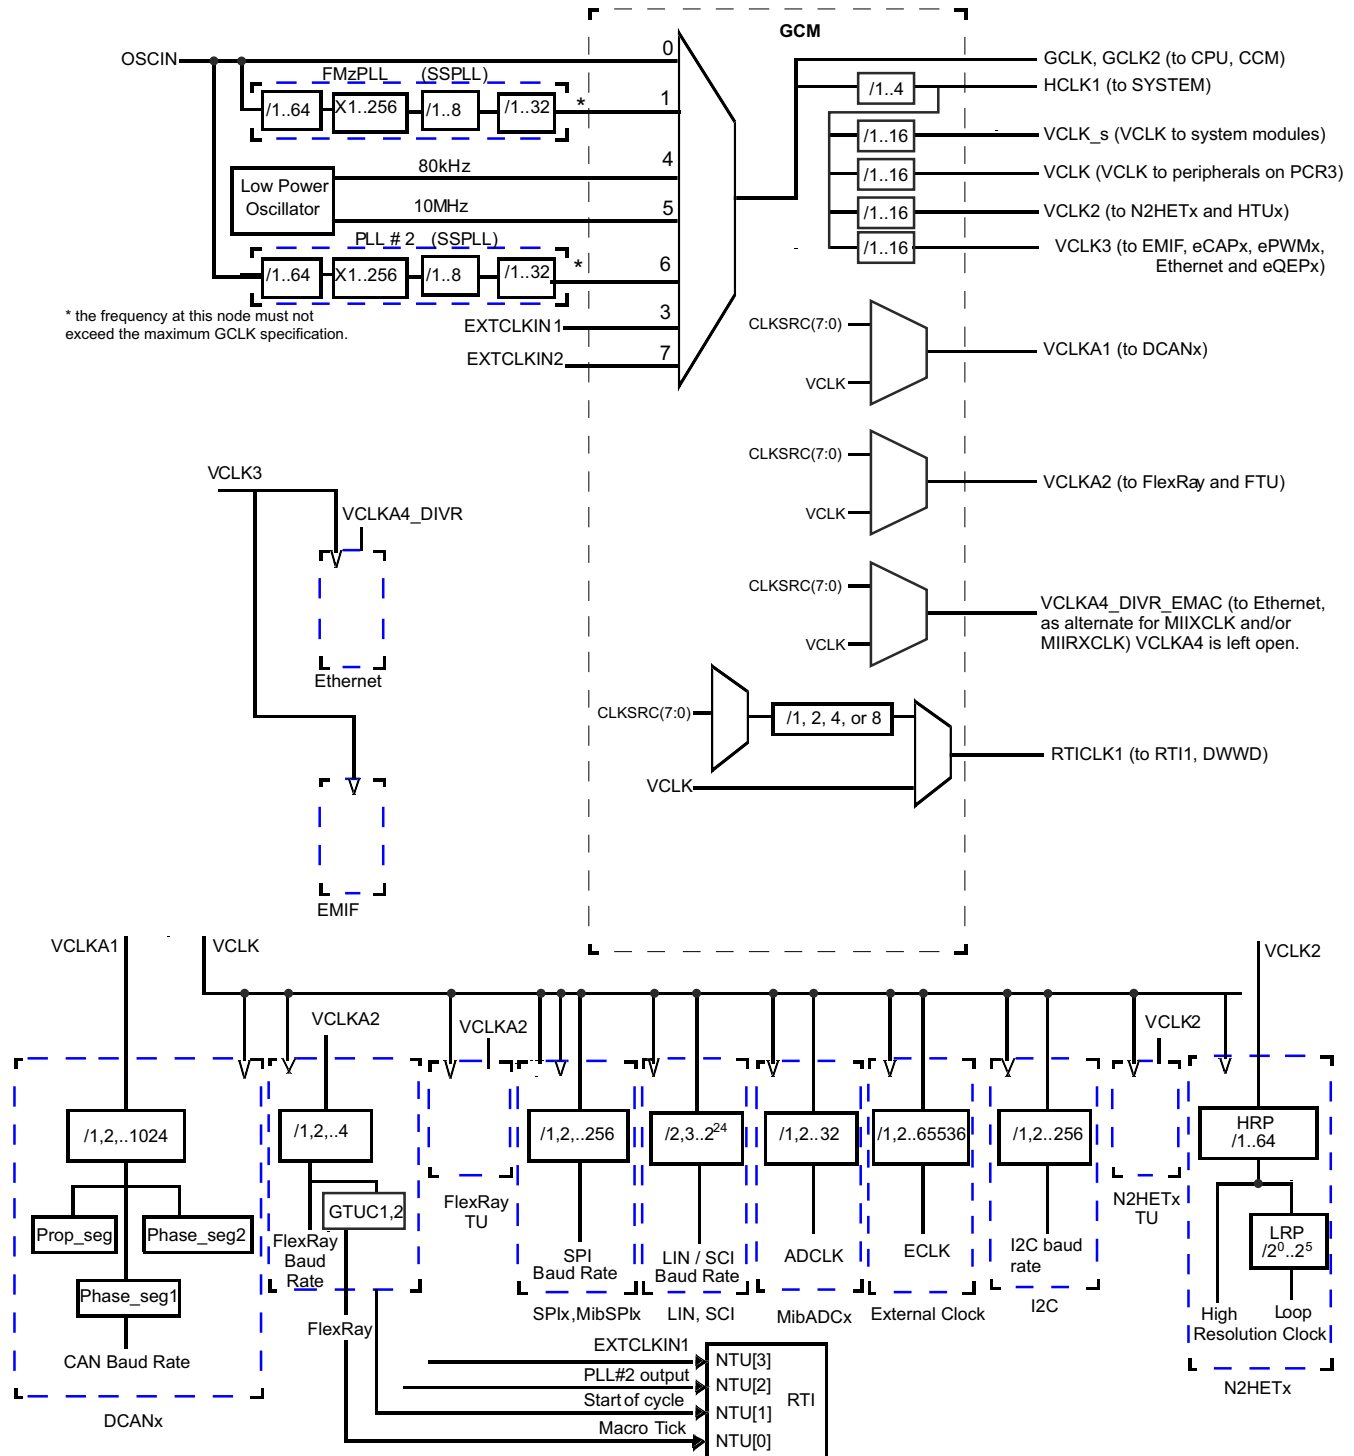 GCM
OSCIN
0
FMzPLL (SSPLL)
/1..64
X1..256
/1..8
/1..32
*
1
GCLK, GCLK2 (to CPU, CCM)
/1..4
HCLK1 (to SYSTEM)
/1..16
VCLK_s (VCLK to system modules)
80kHz
4
/1..16
VCLK (VCLK to peripherals on PCR3)
Low Power
Oscillator
10MHz
5
/1..16
VCLK2 (to N2HETx and HTUx)
PLL # 2 (SSPLL)
/1..64
X1..256
/1..8
/1..32
*
6
/1..16
VCLK3 (to EMIF, eCAPx, ePWMx,
Ethernet and eQEPx)
* the frequency at this node must not
exceed the maximum GCLK specification.
EXTCLKIN1
3
EXTCLKIN2
7
CLKSRC(7:0)
VCLK
VCLKA1 (to DCANx)
CLKSRC(7:0)
VCLK
VCLKA2 (to FlexRay and FTU)
VCLK3
VCLKA4_DIVR
Ethernet
EMIF
CLKSRC(7:0)
VCLK
VCLKA4_DIVR_EMAC (to Ethernet,
as alternate for MIIXCLK and/or
MIIRXCLK) VCLKA4 is left open.
CLKSRC(7:0)
/1, 2, 4, or 8
VCLK
RTICLK1 (to RTI1, DWWD)
VCLKA1
VCLK
VCLK2
VCLKA2
VCLKA2
VCLK2
/1,2,..1024
Prop_seg
Phase_seg2
Phase_seg1
CAN Baud Rate
DCANx
/1,2,..4
GTUC1,2
FlexRay
Baud
Rate
FlexRay
FlexRay
TU
/1,2,..256
SPI
Baud Rate
SPIx,MibSPIx
/2,3..2²⁴
LIN / SCI
Baud Rate
LIN, SCI
/1,2..32
ADCLK
MibADCx
/1,2..65536
ECLK
External Clock
/1,2..256
I2C baud
rate
I2C
N2HETx
TU
HRP
/1..64
LRP
/2⁰..2⁵
High
Loop
Resolution Clock
N2HETx
EXTCLKIN1
NTU[3]
PLL#2 output
NTU[2]
RTI
Start of cycle
NTU[1]
Macro Tick
NTU[0]